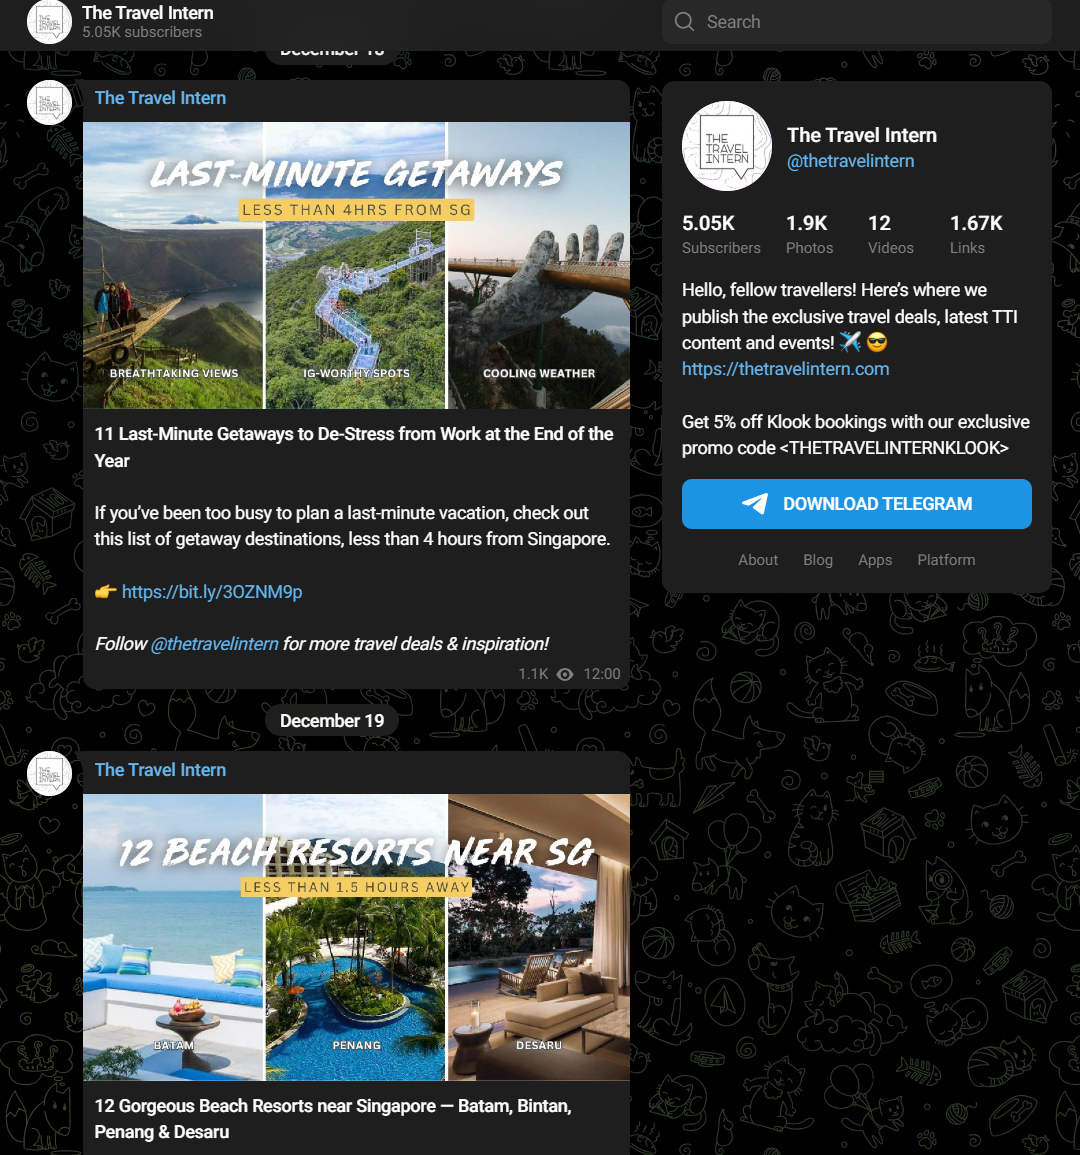 The Travel Intern
5.05K subscribers
Search
The Travel Intern
LAST-MINUTE GETAWAYS
LESS THAN 4HRS FROM SG
BREATHTAKING VIEWS
IG-WORTHY SPOTS
COOLING WEATHER
11 Last-Minute Getaways to De-Stress from Work at the End of the
Year
If you’ve been too busy to plan a last-minute vacation, check out
this list of getaway destinations, less than 4 hours from Singapore.
👉 https://bit.ly/3OZNM9p
Follow @thetravelintern for more travel deals & inspiration!
1.1K 12:00
December 19
The Travel Intern
12 BEACH RESORTS NEAR SG
LESS THAN 1.5 HOURS AWAY
BATAM
PENANG
DESARU
12 Gorgeous Beach Resorts near Singapore — Batam, Bintan,
Penang & Desaru
THE
TRAVEL
INTERN
The Travel Intern
@thetravelintern
5.05K 1.9K 12 1.67K
Subscribers Photos Videos Links
Hello, fellow travellers! Here’s where we
publish the exclusive travel deals, latest TTI
content and events! ✈️ 😎
https://thetravelintern.com
Get 5% off Klook bookings with our exclusive
promo code <THETRAVELINTERNKLOOK>
DOWNLOAD TELEGRAM
About Blog Apps Platform